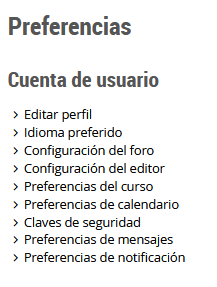 Preferencias
Cuenta de usuario
Editar perfil
Idioma preferido
Configuración del foro
Configuración del editor
Preferencias del curso
Preferencias de calendario
Claves de seguridad
Preferencias de mensajes
Preferencias de notificación